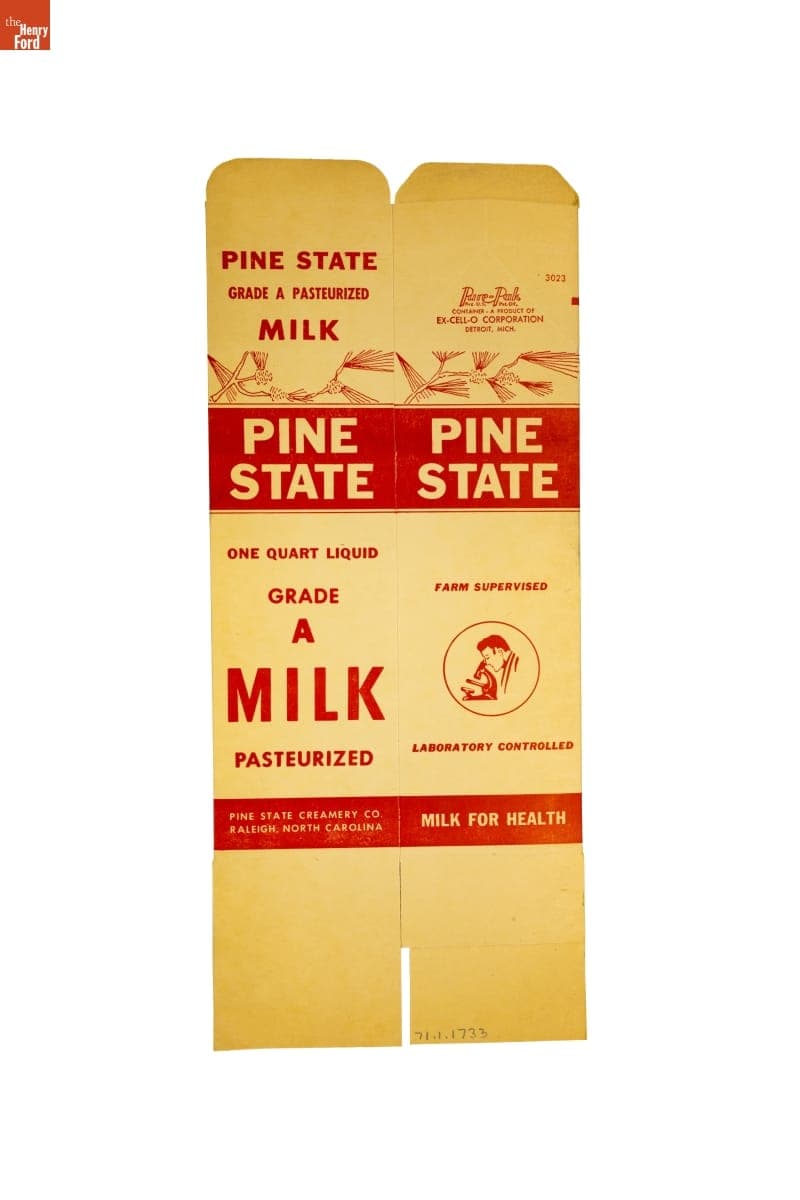 the
Henry
Ford
PINE STATE
GRADE A PASTEURIZED
MILK
PINE
STATE
ONE QUART LIQUID
GRADE
A
MILK
PASTEURIZED
PINE STATE CREAMERY CO.
RALEIGH, NORTH CAROLINA
3023
Pure-Pak
CONTAINER - A PRODUCT OF
EX-CELL-O CORPORATION
DETROIT, MICH.
PINE
STATE
FARM SUPERVISED
LABORATORY CONTROLLED
MILK FOR HEALTH
71.1.1733